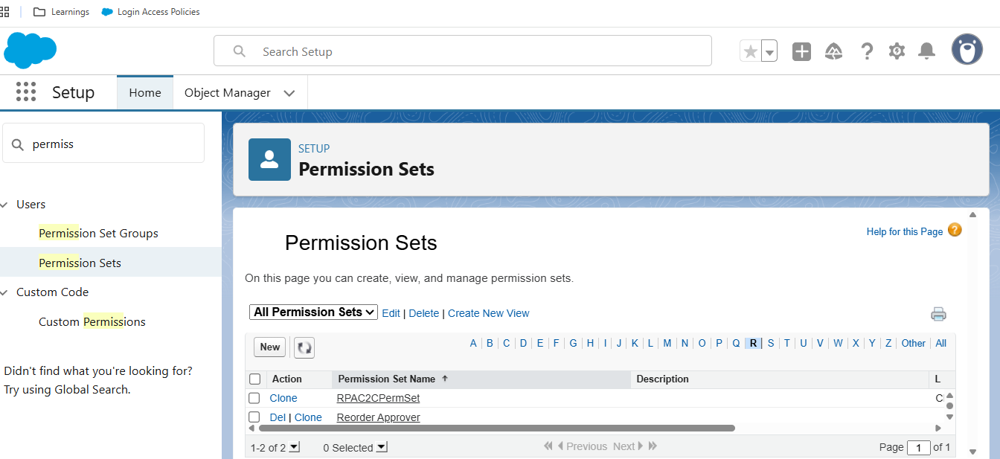 Learnings Login Access Policies
Search Setup
Setup Home Object Manager
permiss
SETUP
Permission Sets
Users
Permission Set Groups
Permission Sets
Custom Code
Custom Permissions
Didn't find what you're looking for?
Try using Global Search.
Help for this Page ?
Permission Sets
On this page you can create, view, and manage permission sets.
All Permission Sets Edit | Delete | Create New View
New A | B | C | D | E | F | G | H | I | J | K | L | M | N | O | P | Q | R | S | T | U | V | W | X | Y | Z | Other | All
Action Permission Set Name ↑ Description L
Clone RPAC2CPermSet C
Del | Clone Reorder Approver
1-2 of 2 0 Selected Previous Next Page 1 of 1